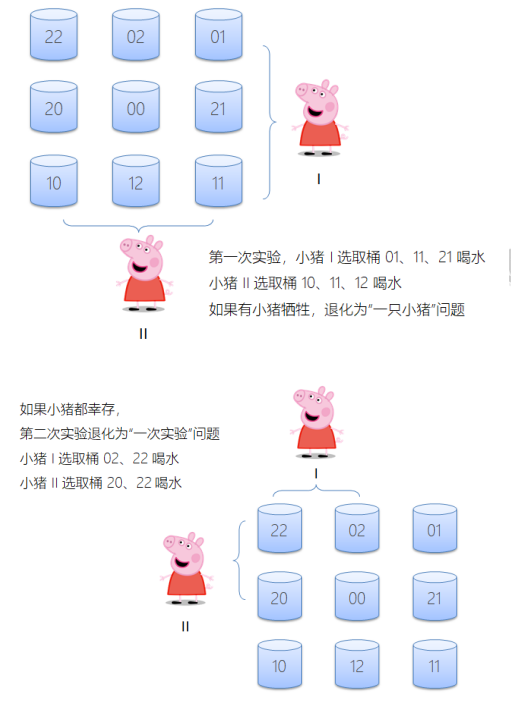 22 02 01
20 00 21
10 12 11
I
II
第一次实验，小猪 I 选取桶 01、11、21 喝水
小猪 II 选取桶 10、11、12 喝水
如果有小猪牺牲，退化为“一只小猪”问题
如果小猪都幸存，
第二次实验退化为“一次实验”问题
小猪 I 选取桶 02、22 喝水
小猪 II 选取桶 20、22 喝水
I
22 02 01
20 00 21
II
10 12 11